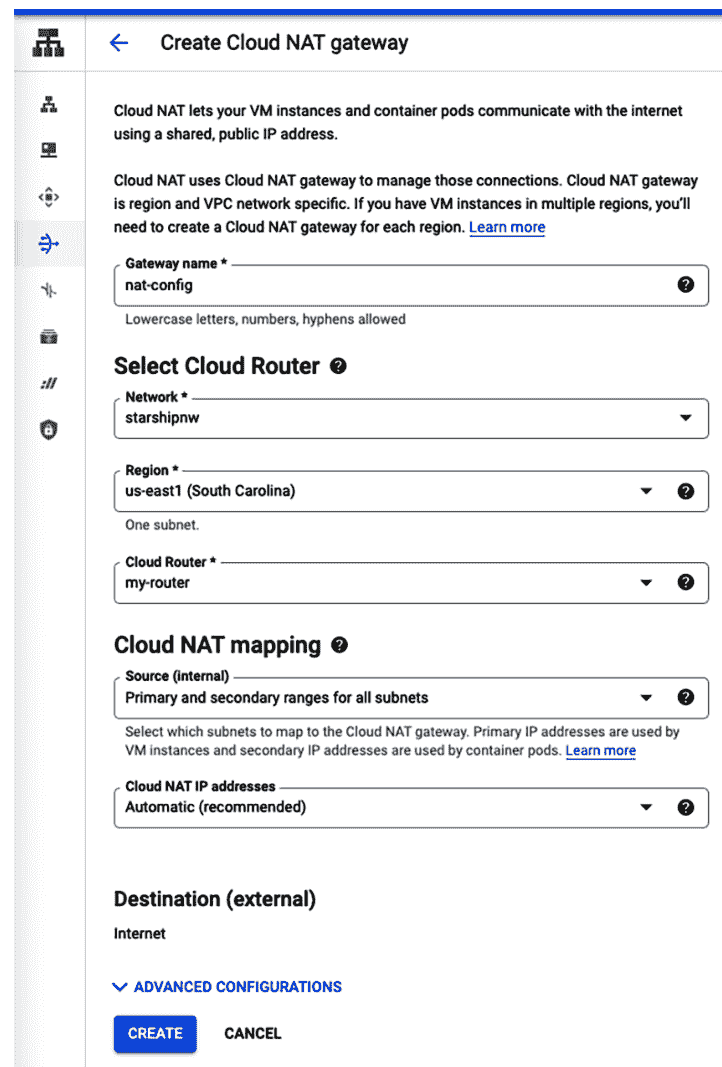 Create Cloud NAT gateway
Cloud NAT lets your VM instances and container pods communicate with the internet
using a shared, public IP address.
Cloud NAT uses Cloud NAT gateway to manage those connections. Cloud NAT gateway
is region and VPC network specific. If you have VM instances in multiple regions, you’ll
need to create a Cloud NAT gateway for each region. Learn more
Gateway name *
nat-config
Lowercase letters, numbers, hyphens allowed
Select Cloud Router
Network *
starshipnw
Region *
us-east1 (South Carolina)
One subnet.
Cloud Router *
my-router
Cloud NAT mapping
Source (internal)
Primary and secondary ranges for all subnets
Select which subnets to map to the Cloud NAT gateway. Primary IP addresses are used by
VM instances and secondary IP addresses are used by container pods. Learn more
Cloud NAT IP addresses
Automatic (recommended)
Destination (external)
Internet
ADVANCED CONFIGURATIONS
CREATE CANCEL